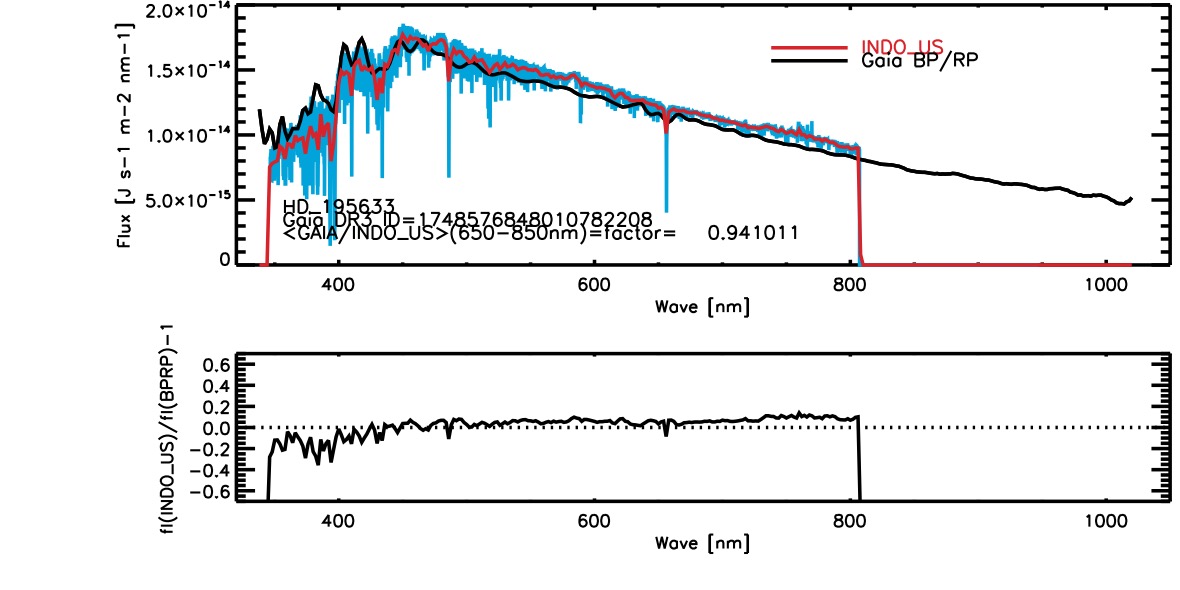 2.0×10⁻¹⁴
1.5×10⁻¹⁴
1.0×10⁻¹⁴
5.0×10⁻¹⁵
0
Flux [J s-1 m-2 nm-1]
INDO_US
Gaia BP/RP
HD_195633
Gaia DR3 ID=1748576848010782208
<GAIA/INDO_US>(650-850nm)=factor= 0.941011
400 600 800 1000
Wave [nm]
fl(INDO_US)/fl(BPRP)-1
0.6
0.4
0.2
0.0
-0.2
-0.4
-0.6
400 600 800 1000
Wave [nm]